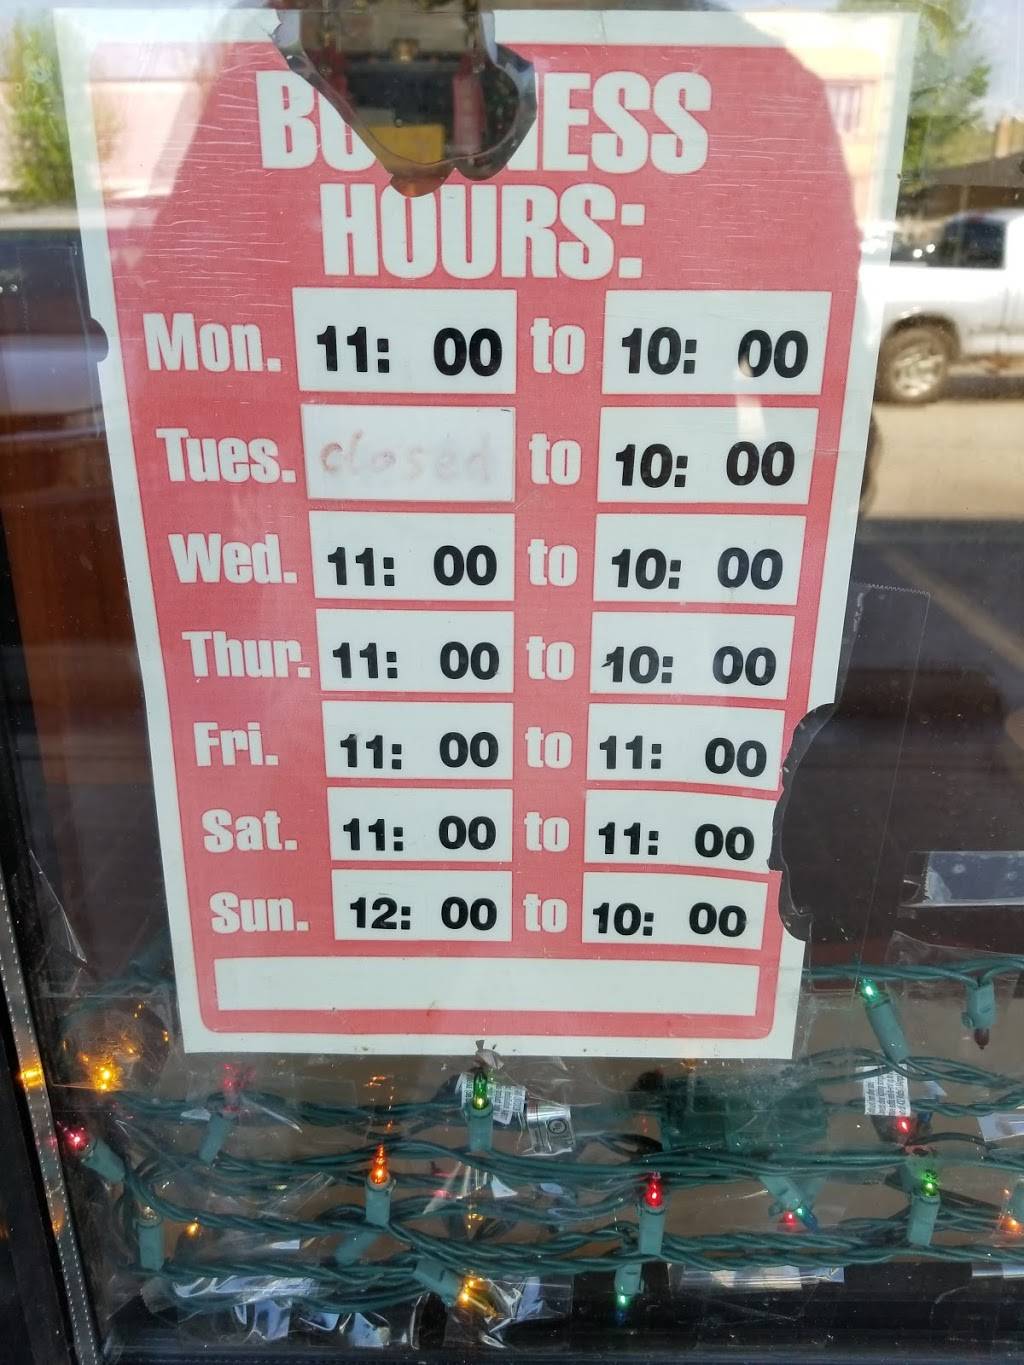 BUSINESS
HOURS:
Mon. 11: 00 to 10: 00
Tues. closed to 10: 00
Wed. 11: 00 to 10: 00
Thur. 11: 00 to 10: 00
Fri. 11: 00 to 11: 00
Sat. 11: 00 to 11: 00
Sun. 12: 00 to 10: 00